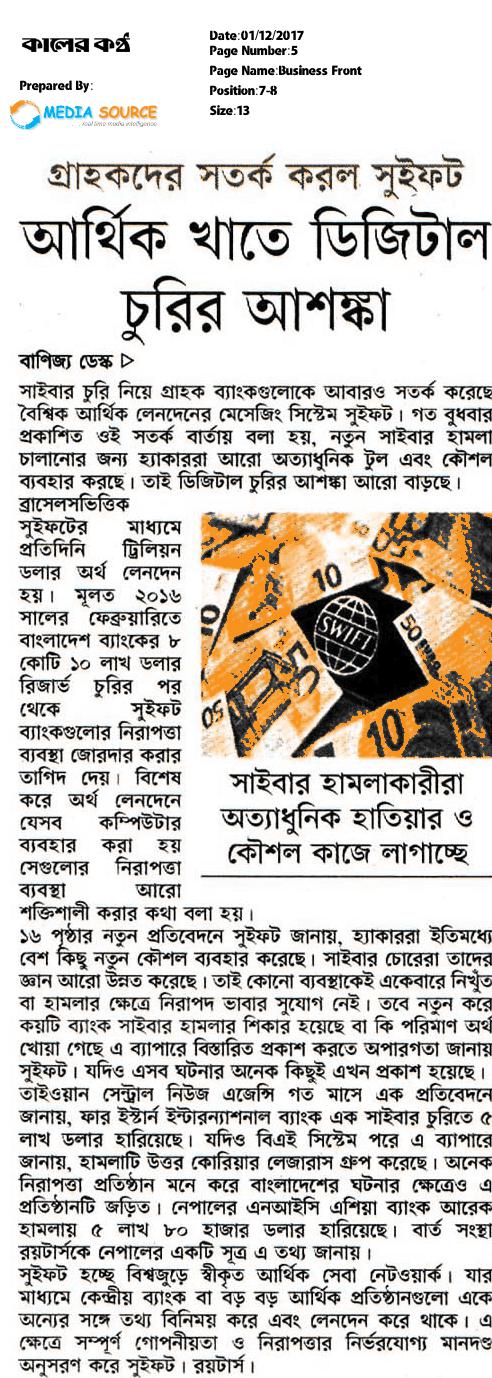 কালের কণ্ঠ
Prepared By:
MEDIA SOURCE
real time media intelligence
Date:01/12/2017
Page Number:5
Page Name:Business Front
Position:7-8
Size:13
গ্রাহকদের সতর্ক করল সুইফট
আর্থিক খাতে ডিজিটাল
চুরির আশঙ্কা
বাণিজ্য ডেস্ক ▷
সাইবার চুরি নিয়ে গ্রাহক ব্যাংকগুলোকে আবারও সতর্ক করেছে
বৈশ্বিক আর্থিক লেনদেনের মেসেজিং সিস্টেম সুইফট। গত বুধবার
প্রকাশিত ওই সতর্ক বার্তায় বলা হয়, নতুন সাইবার হামলা
চালানোর জন্য হ্যাকাররা আরো অত্যাধুনিক টুল এবং কৌশল
ব্যবহার করছে। তাই ডিজিটাল চুরির আশঙ্কা আরো বাড়ছে।
ব্রাসেলসভিত্তিক
সুইফটের মাধ্যমে
প্রতিদিনি ট্রিলিয়ন
ডলার অর্থ লেনদেন
হয়। মূলত ২০১৬
সালের ফেব্রুয়ারিতে
বাংলাদেশ ব্যাংকের ৮
কোটি ১০ লাখ ডলার
রিজার্ভ চুরির পর
থেকে সুইফট
ব্যাংকগুলোর নিরাপত্তা
ব্যবস্থা জোরদার করার
তাগিদ দেয়। বিশেষ
করে অর্থ লেনদেনে
যেসব কম্পিউটার
ব্যবহার করা হয়
সেগুলোর নিরাপত্তা
ব্যবস্থা আরো
শক্তিশালী করার কথা বলা হয়।
10
50
SWIFT
50
50
50
10
10
সাইবার হামলাকারীরা
অত্যাধুনিক হাতিয়ার ও
কৌশল কাজে লাগাচ্ছে
১৬ পৃষ্ঠার নতুন প্রতিবেদনে সুইফট জানায়, হ্যাকাররা ইতিমধ্যে
বেশ কিছু নতুন কৌশল ব্যবহার করেছে। সাইবার চোরেরা তাদের
জ্ঞান আরো উন্নত করেছে। তাই কোনো ব্যবস্থাকেই একেবারে নিখুঁত
বা হামলার ক্ষেত্রে নিরাপদ ভাবার সুযোগ নেই। তবে নতুন করে
কয়টি ব্যাংক সাইবার হামলার শিকার হয়েছে বা কি পরিমাণ অর্থ
খোয়া গেছে এ ব্যাপারে বিস্তারিত প্রকাশ করতে অপারগতা জানায়
সুইফট। যদিও এসব ঘটনার অনেক কিছুই এখন প্রকাশ হয়েছে।
তাইওয়ান সেন্ট্রাল নিউজ এজেন্সি গত মাসে এক প্রতিবেদনে
জানায়, ফার ইস্টার্ন ইন্টারন্যাশনাল ব্যাংক এক সাইবার চুরিতে ৫
লাখ ডলার হারিয়েছে। যদিও বিএই সিস্টেম পরে এ ব্যাপারে
জানায়, হামলাটি উত্তর কোরিয়ার লেজারাস গ্রুপ করেছে। অনেক
নিরাপত্তা প্রতিষ্ঠান মনে করে বাংলাদেশের ঘটনার ক্ষেত্রেও এ
প্রতিষ্ঠানটি জড়িত। নেপালের এনআইসি এশিয়া ব্যাংক আরেক
হামলায় ৫ লাখ ৮০ হাজার ডলার হারিয়েছে। বার্ত সংস্থা
রয়টার্সকে নেপালের একটি সূত্র এ তথ্য জানায়।
সুইফট হচ্ছে বিশ্বজুড়ে স্বীকৃত আর্থিক সেবা নেটওয়ার্ক। যার
মাধ্যমে কেন্দ্রীয় ব্যাংক বা বড় বড় আর্থিক প্রতিষ্ঠানগুলো একে
অন্যের সঙ্গে তথ্য বিনিময় করে এবং লেনদেন করে থাকে। এ
ক্ষেত্রে সম্পূর্ণ গোপনীয়তা ও নিরাপত্তার নির্ভরযোগ্য মানদণ্ড
অনুসরণ করে সুইফট। রয়টার্স।